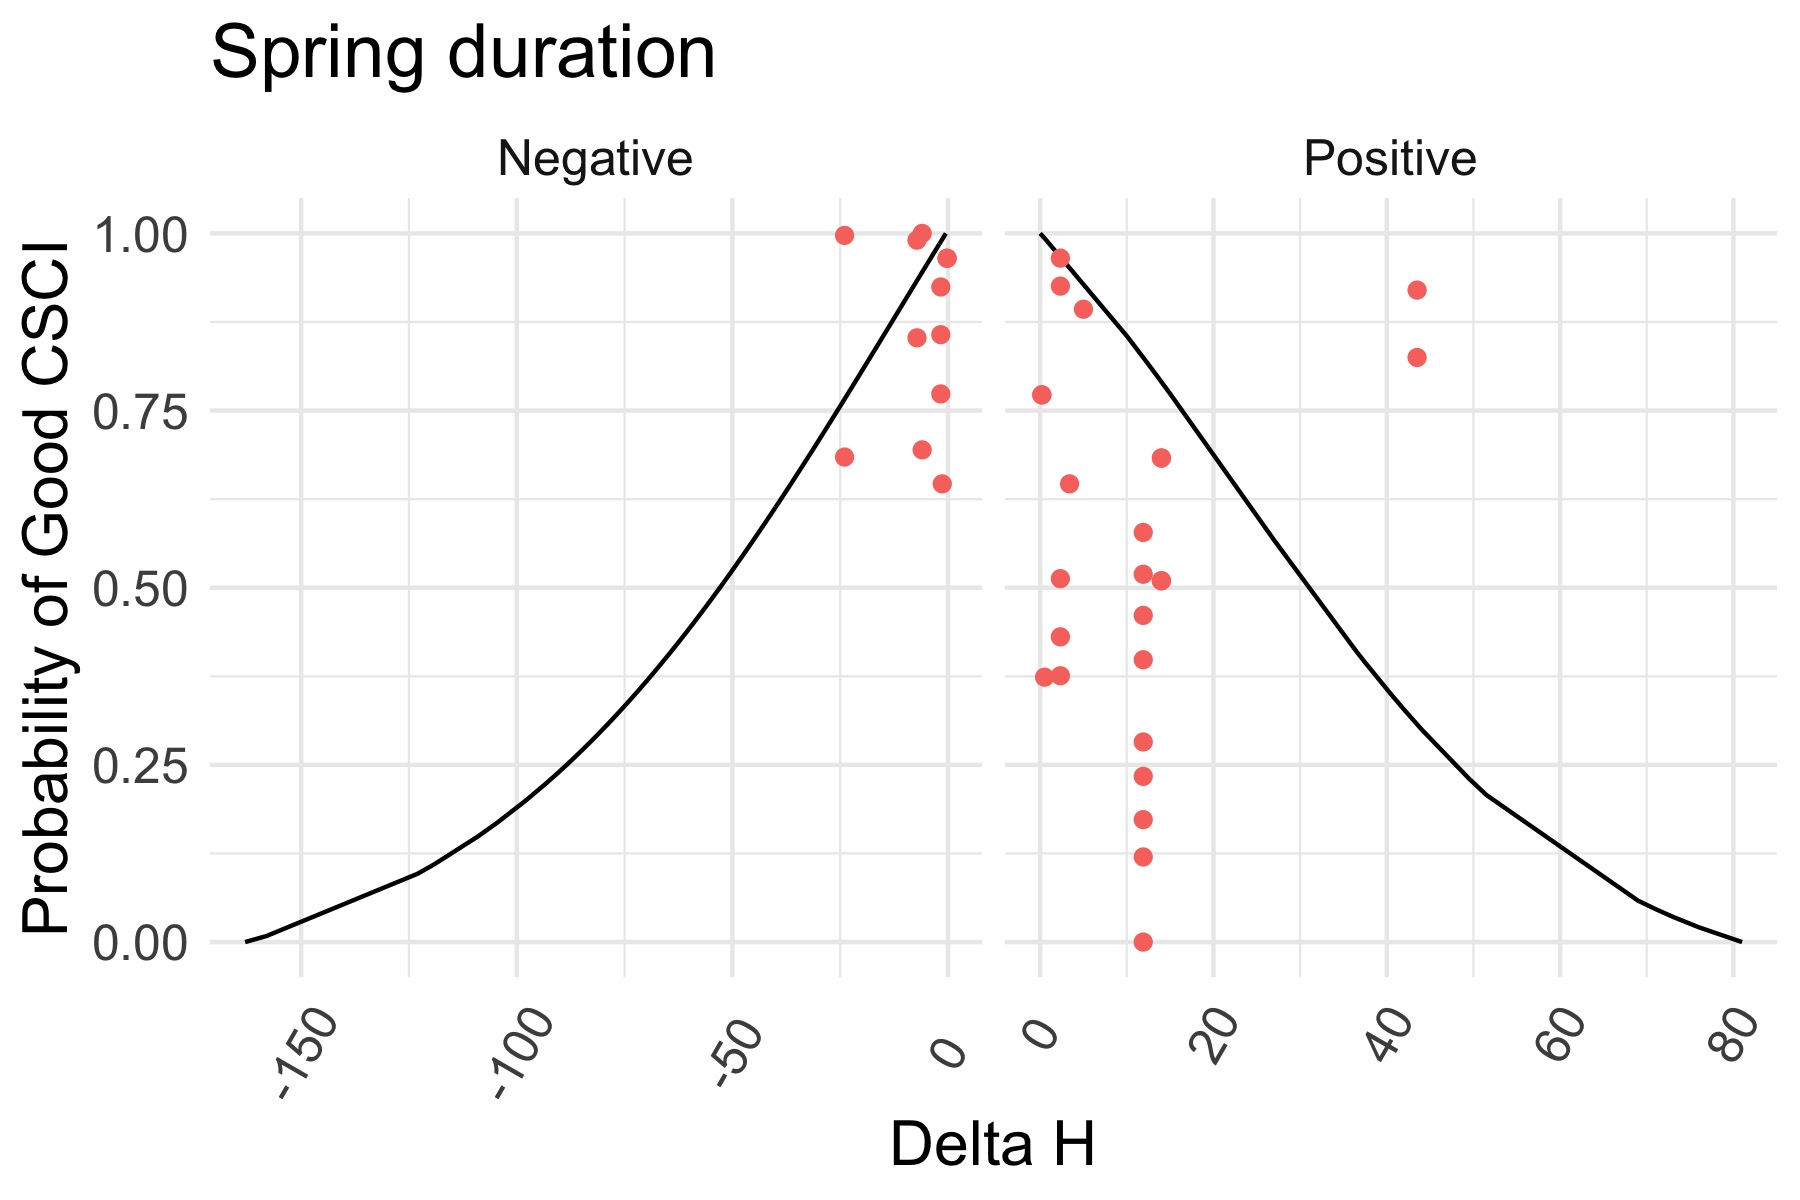 Spring duration
Negative Positive
Probability of Good CSCI
1.00
0.75
0.50
0.25
0.00
-150 -100 -50 0 0 20 40 60 80
Delta H